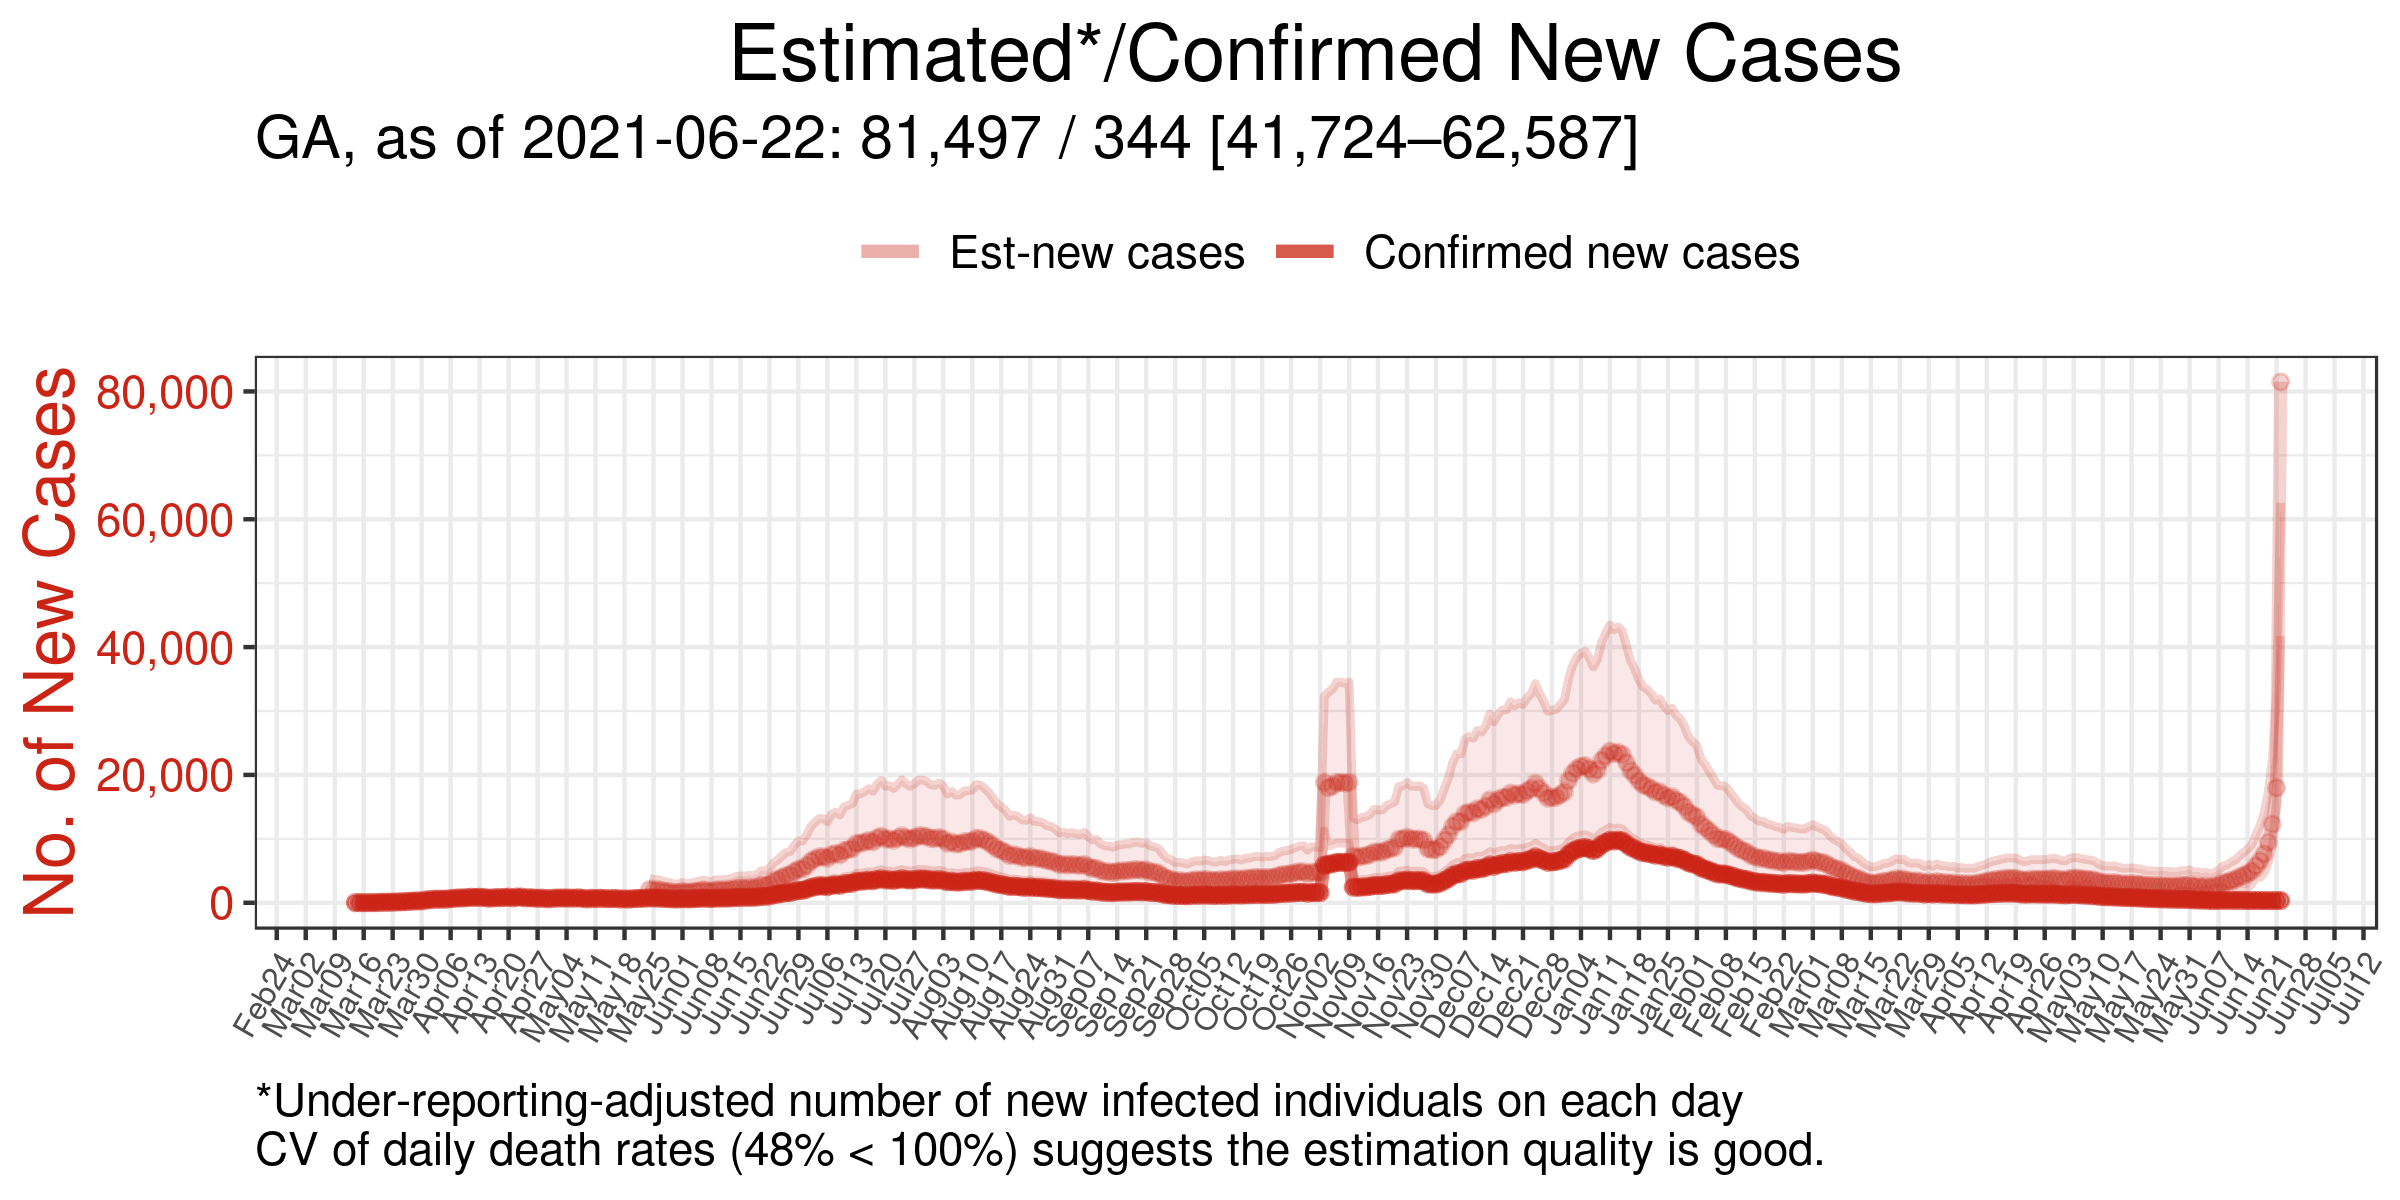 Estimated*/Confirmed New Cases
GA, as of 2021-06-22: 81,497 / 344 [41,724–62,587]
Est-new cases
Confirmed new cases
No. of New Cases
80,000
60,000
40,000
20,000
0
Feb24
Mar02
Mar09
Mar16
Mar23
Mar30
Apr06
Apr13
Apr20
Apr27
May04
May11
May18
May25
Jun01
Jun08
Jun15
Jun22
Jun29
Jul06
Jul13
Jul20
Jul27
Aug03
Aug10
Aug17
Aug24
Aug31
Sep07
Sep14
Sep21
Sep28
Oct05
Oct12
Oct19
Oct26
Nov02
Nov09
Nov16
Nov23
Nov30
Dec07
Dec14
Dec21
Dec28
Jan04
Jan11
Jan18
Jan25
Feb01
Feb08
Feb15
Feb22
Mar01
Mar08
Mar15
Mar22
Mar29
Apr05
Apr12
Apr19
Apr26
May03
May10
May17
May24
May31
Jun07
Jun14
Jun21
Jun28
Jul05
Jul12
*Under-reporting-adjusted number of new infected individuals on each day
CV of daily death rates (48% < 100%) suggests the estimation quality is good.